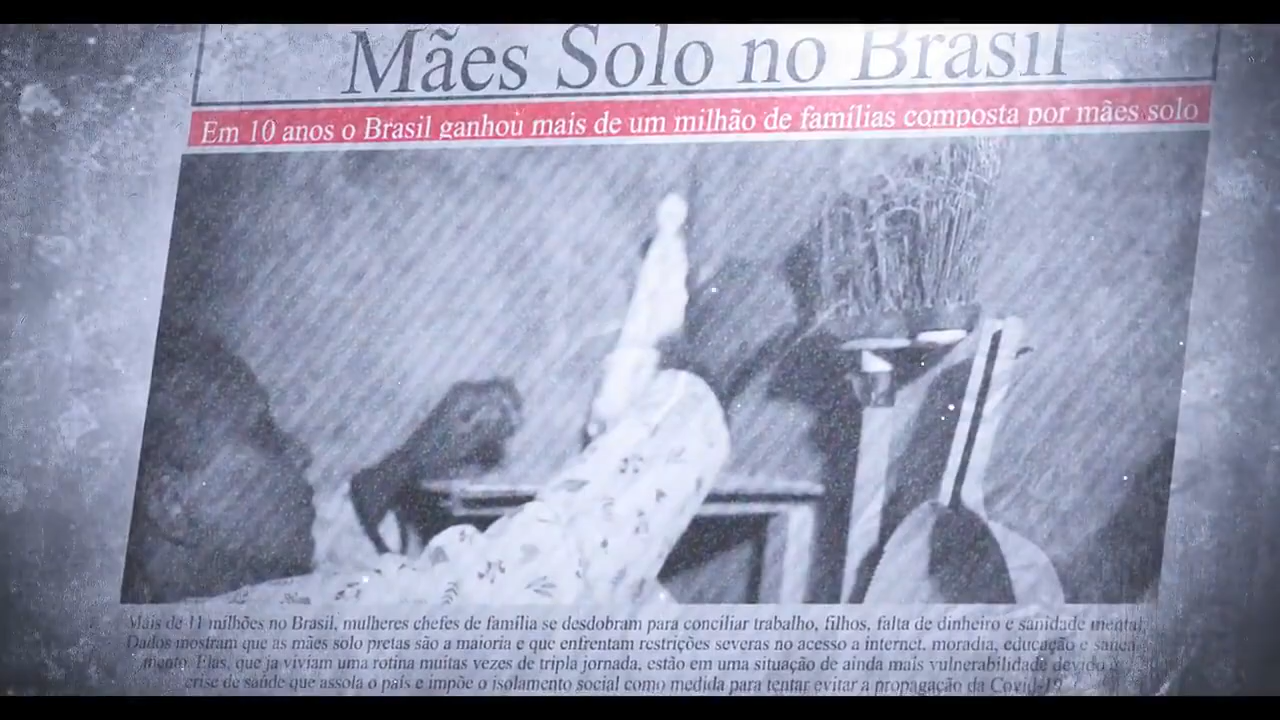 Mães Solo no Brasil
Em 10 anos o Brasil ganhou mais de um milhão de famílias composta por mães solo
Mais de 11 milhões no Brasil, mulheres chefes de família se desdobram para conciliar trabalho, filhos, falta de dinheiro e sanidade mental.
Dados mostram que as mães solo pretas são a maioria e que enfrentam restrições severas no acesso a internet, moradia, educação e sanea
mento. Elas, que ja viviam uma rotina muitas vezes de tripla jornada, estão em uma situação de ainda mais vulnerabilidade devido a
crise de saúde que assola o país e impõe o isolamento social como medida para tentar evitar a propagação da Covid-19